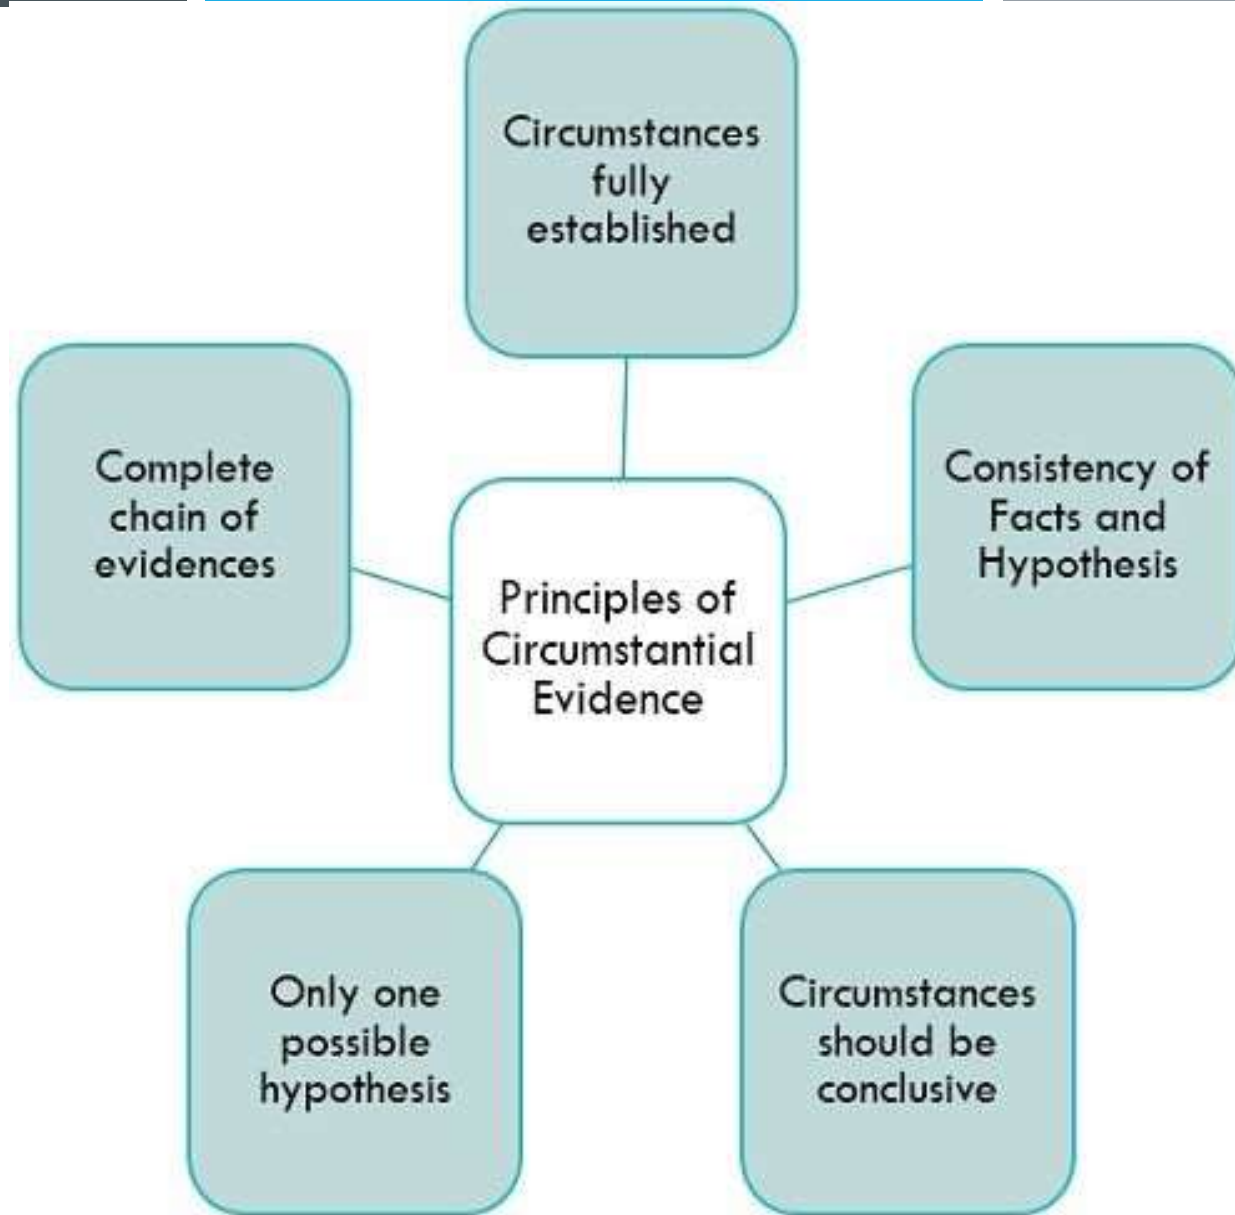 Circumstances
fully
established
Complete
chain of
evidences
Consistency of
Facts and
Hypothesis
Principles of
Circumstantial
Evidence
Only one
possible
hypothesis
Circumstances
should be
conclusive